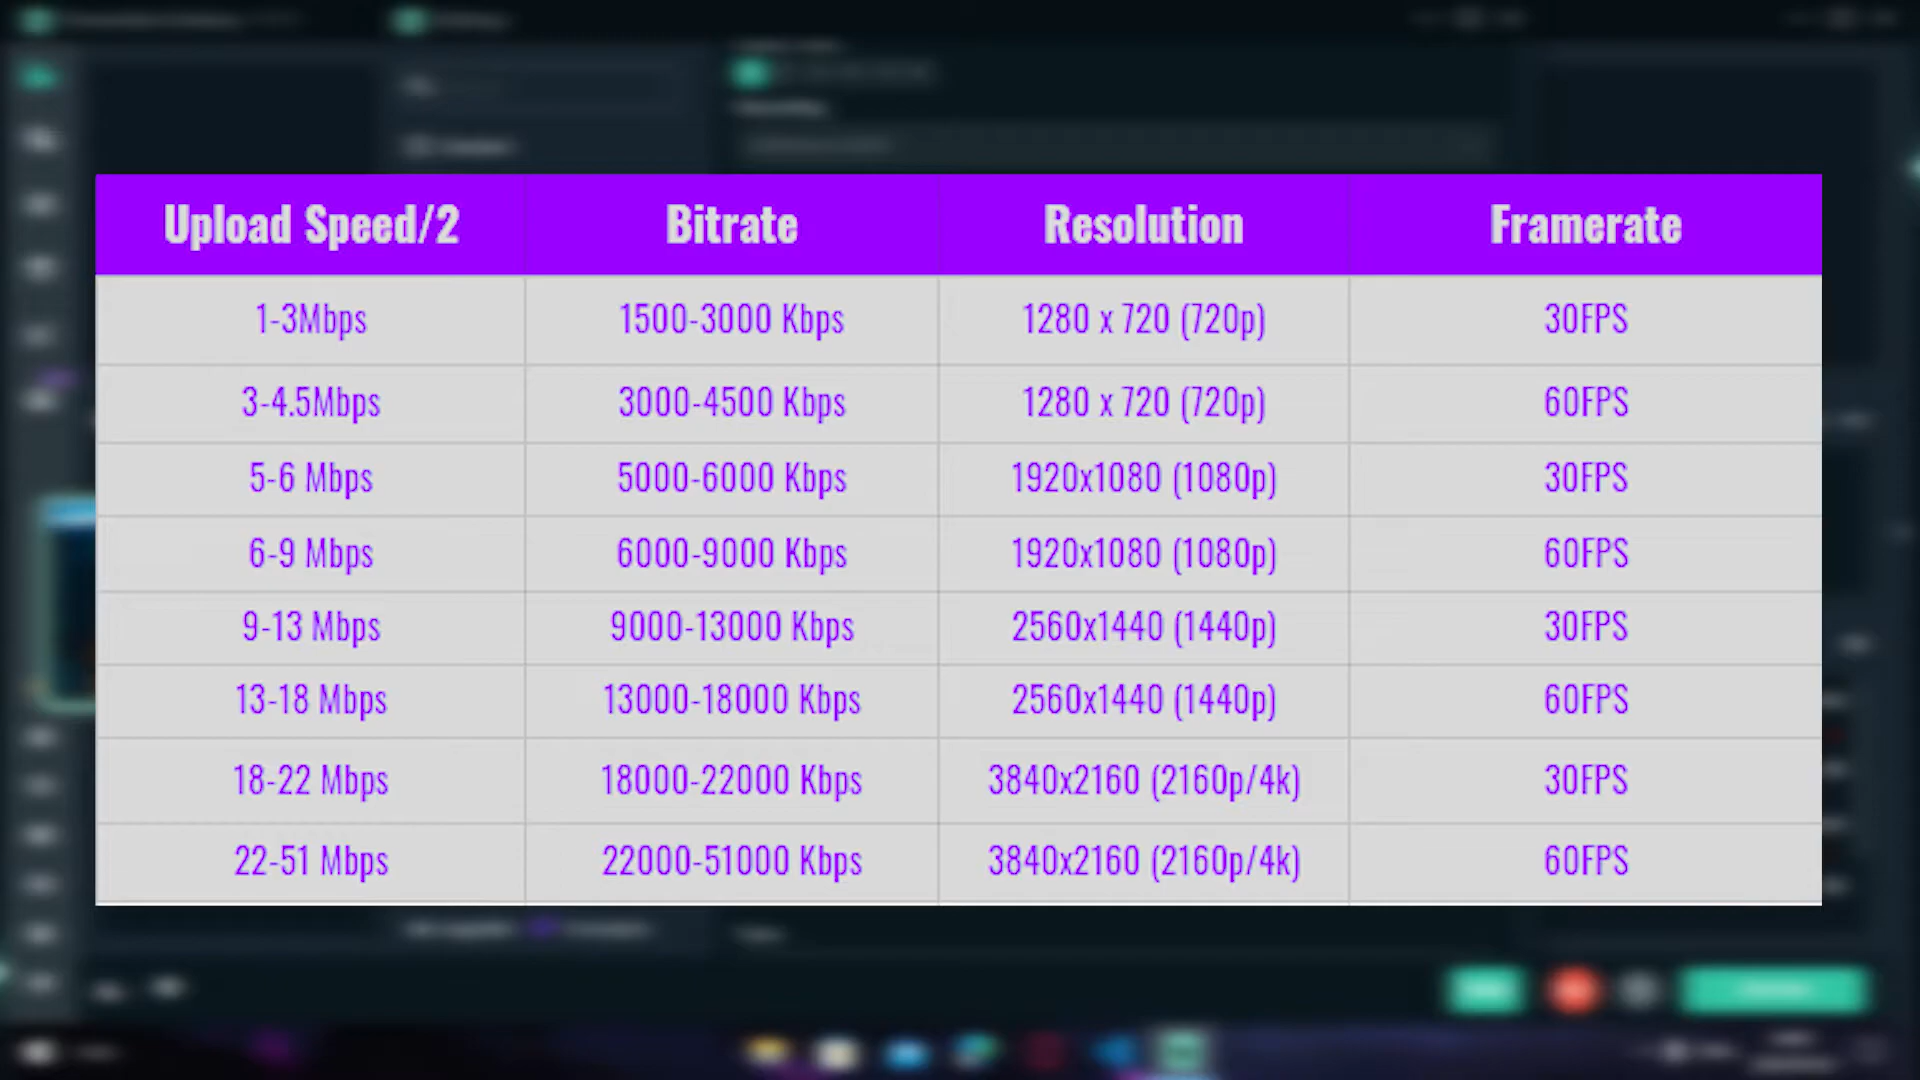 Upload Speed/2 Bitrate Resolution Framerate
1-3Mbps 1500-3000 Kbps 1280 x 720 (720p) 30FPS
3-4.5Mbps 3000-4500 Kbps 1280 x 720 (720p) 60FPS
5-6 Mbps 5000-6000 Kbps 1920x1080 (1080p) 30FPS
6-9 Mbps 6000-9000 Kbps 1920x1080 (1080p) 60FPS
9-13 Mbps 9000-13000 Kbps 2560x1440 (1440p) 30FPS
13-18 Mbps 13000-18000 Kbps 2560x1440 (1440p) 60FPS
18-22 Mbps 18000-22000 Kbps 3840x2160 (2160p/4k) 30FPS
22-51 Mbps 22000-51000 Kbps 3840x2160 (2160p/4k) 60FPS